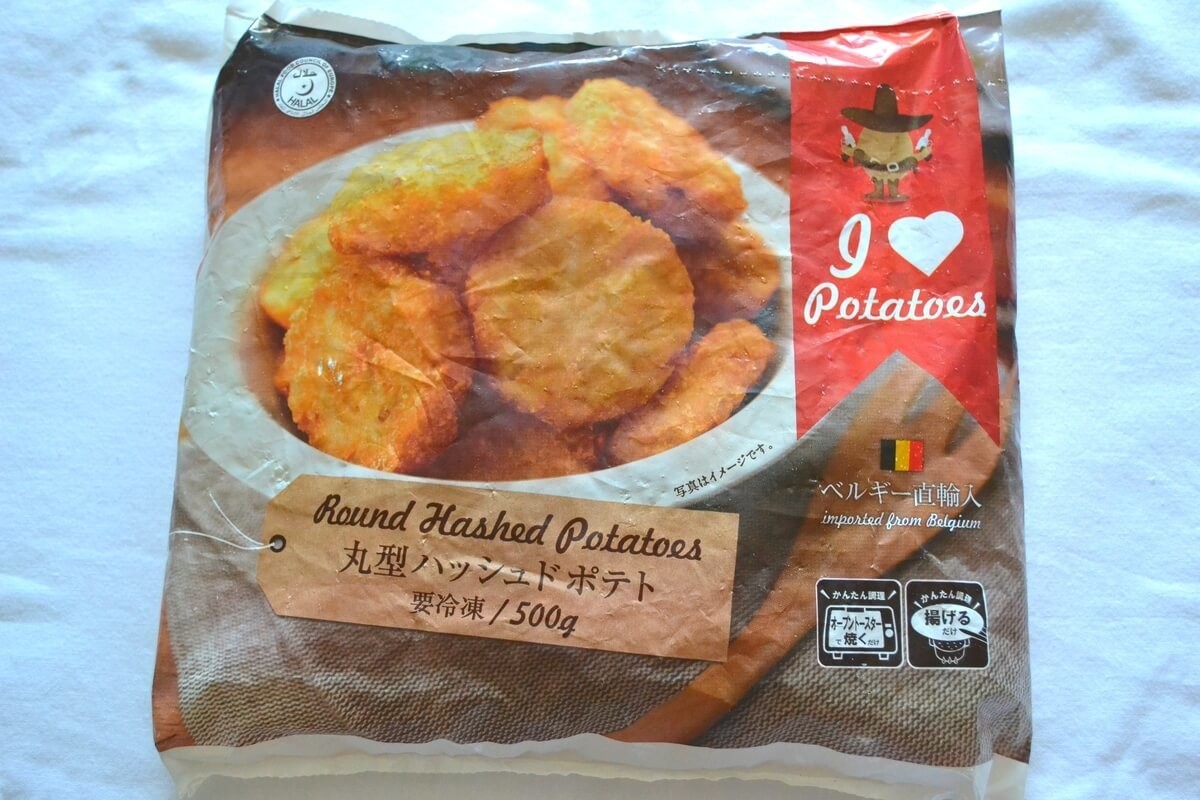 HALAL
I
Potatoes
写真はイメージです。
Round Hashed Potatoes
丸型ハッシュドポテト
要冷凍/500g
ベルギー直輸入
imported from Belgium
かんたん調理
オーブントースター
で焼くだけ
かんたん調理
揚げる
だけ